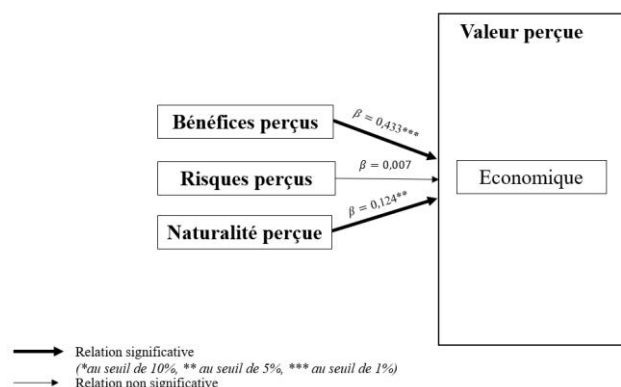 Valeur perçue
Bénéfices perçus
β = 0,433***
Risques perçus
β = 0,007
Economique
Naturalité perçue
β = 0,124**
Relation significative
(*au seuil de 10%, ** au seuil de 5%, *** au seuil de 1%)
Relation non significative